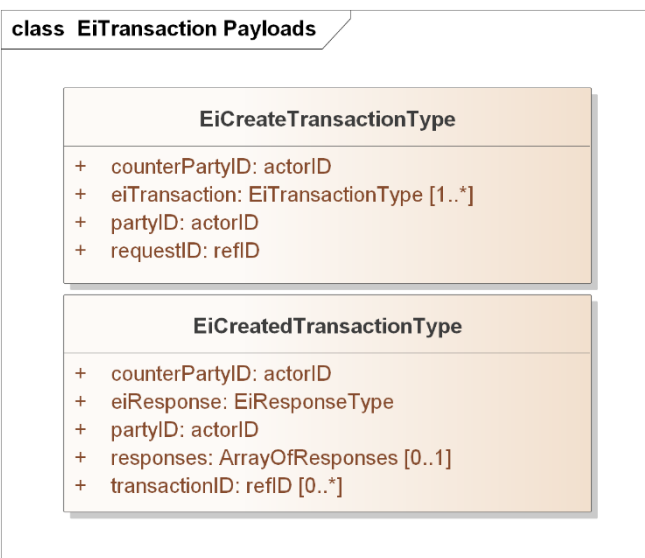 class EiTransaction Payloads
EiCreateTransactionType
+ counterPartyID: actorID
+ eiTransaction: EiTransactionType [1..*]
+ partyID: actorID
+ requestID: refID
EiCreatedTransactionType
+ counterPartyID: actorID
+ eiResponse: EiResponseType
+ partyID: actorID
+ responses: ArrayOfResponses [0..1]
+ transactionID: refID [0..*]